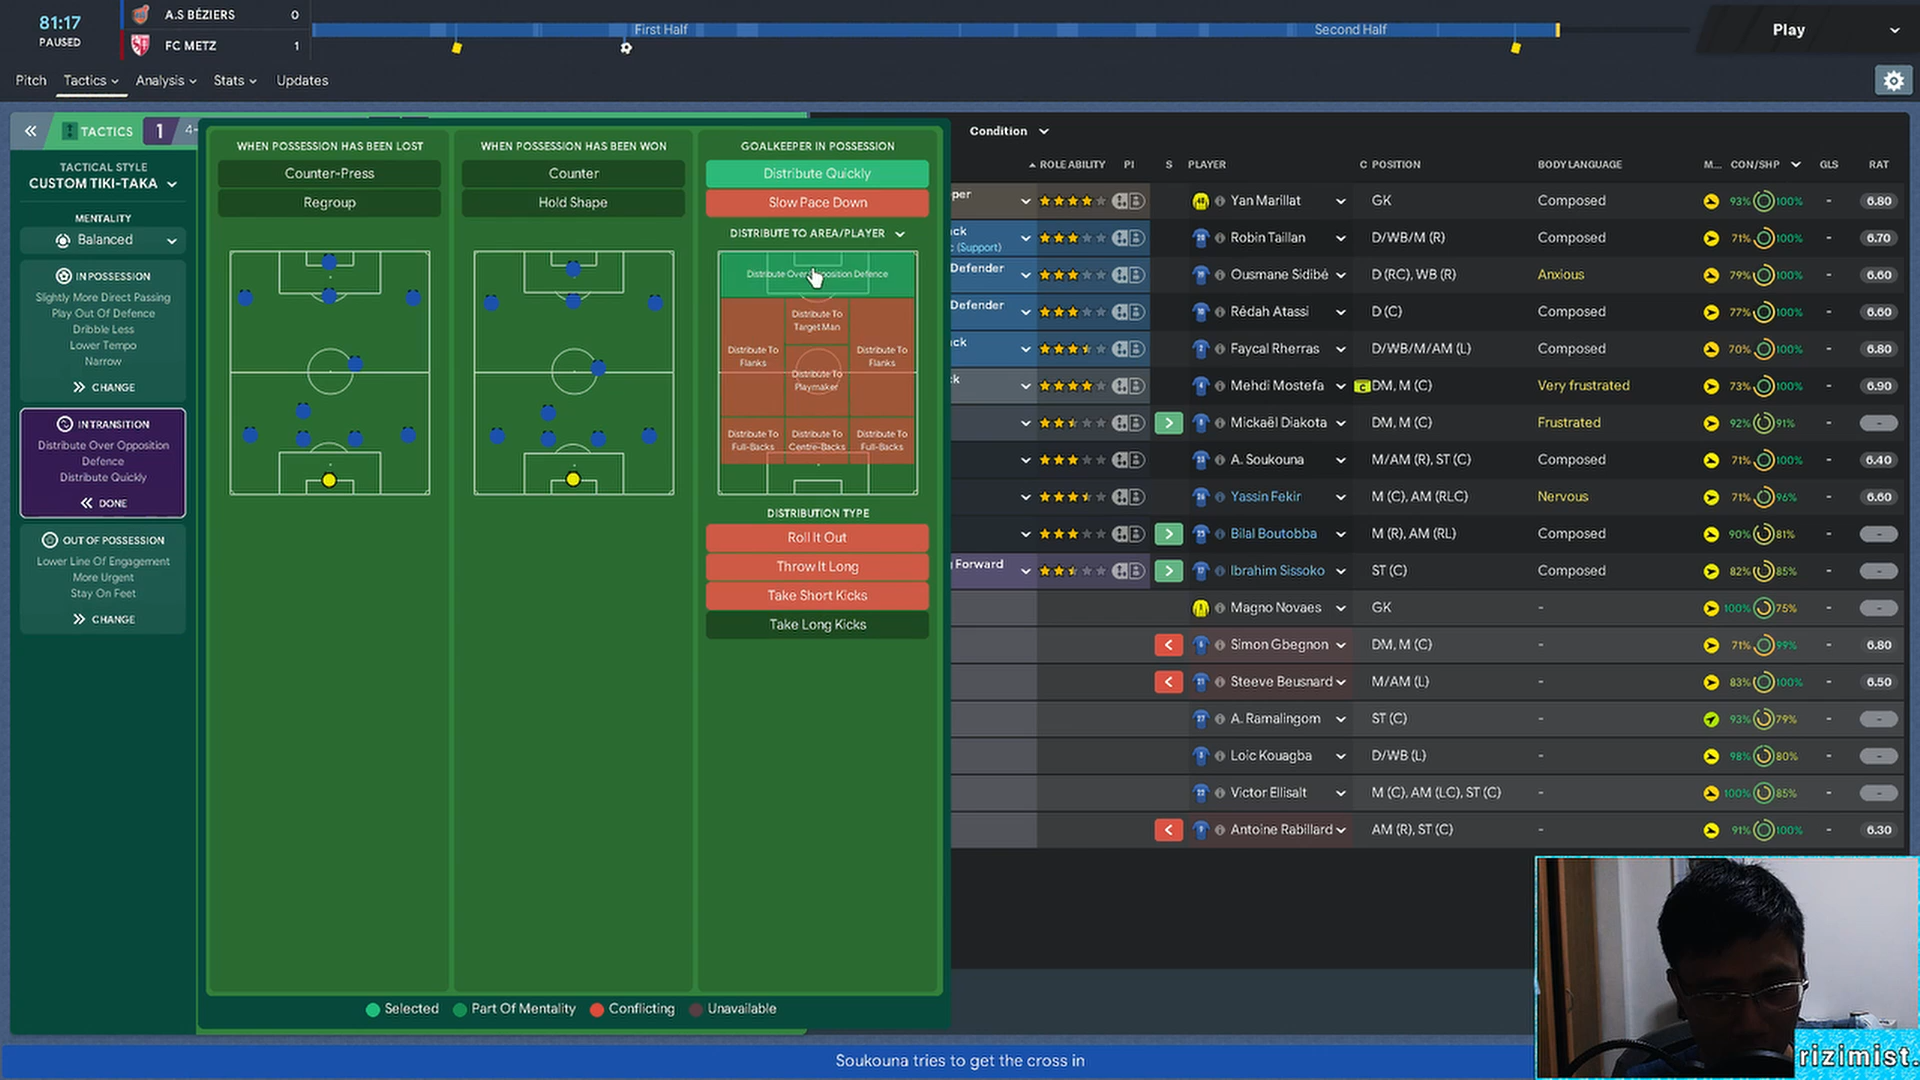 81:17
PAUSED
A.S BÉZIERS 0
FC METZ 1
First Half
Second Half
Play
Pitch
Tactics
Analysis
Stats
Updates
TACTICS
1
4-
TACTICAL STYLE
CUSTOM TIKI-TAKA
MENTALITY
Balanced
IN POSSESSION
Slightly More Direct Passing
Play Out Of Defence
Dribble Less
Lower Tempo
Narrow
CHANGE
IN TRANSITION
Distribute Over Opposition
Defence
Distribute Quickly
DONE
OUT OF POSSESSION
Lower Line Of Engagement
More Urgent
Stay On Feet
CHANGE
WHEN POSSESSION HAS BEEN LOST
Counter-Press
Regroup
WHEN POSSESSION HAS BEEN WON
Counter
Hold Shape
GOALKEEPER IN POSSESSION
Distribute Quickly
Slow Pace Down
DISTRIBUTE TO AREA/PLAYER
Distribute Over Opposition Defence
Distribute To
Target Man
Distribute To
Flanks
Distribute To
Playmaker
Distribute To
Flanks
Distribute To
Full-Backs
Distribute To
Centre-Backs
Distribute To
Full-Backs
DISTRIBUTION TYPE
Roll It Out
Throw It Long
Take Short Kicks
Take Long Kicks
Selected
Part Of Mentality
Conflicting
Unavailable
Condition
ROLE ABILITY PI S PLAYER C POSITION BODY LANGUAGE M... CON/SHP GLS RAT
per Yan Marillat GK Composed 93% 100% - 6.80
ck
c (Support) Robin Taillan D/WB/M (R) Composed 71% 100% - 6.70
Defender Ousmane Sidibé D (RC), WB (R) Anxious 79% 100% - 6.60
Defender Rédah Atassi D (C) Composed 77% 100% - 6.60
ck Faycal Rherras D/WB/M/AM (L) Composed 70% 100% - 6.80
k Mehdi Mostefa C DM, M (C) Very frustrated 73% 100% - 6.90
Mickaël Diakota DM, M (C) Frustrated 92% 91% - -
A. Soukouna M/AM (R), ST (C) Composed 71% 100% - 6.40
Yassin Fekir M (C), AM (RLC) Nervous 71% 96% - 6.60
Bilal Boutobba M (R), AM (RL) Composed 90% 81% - -
Forward Ibrahim Sissoko ST (C) Composed 82% 85% - -
Magno Novaes GK - 100% 75% - -
Simon Gbegnon DM, M (C) - 71% 99% - 6.80
Steeve Beusnard M/AM (L) - 83% 100% - 6.50
A. Ramalingom ST (C) - 93% 79% - -
Loic Kouagba D/WB (L) - 98% 80% - -
Victor Ellisalt M (C), AM (LC), ST (C) - 100% 85% - -
Antoine Rabillard AM (R), ST (C) - 91% 100% - 6.30
Soukouna tries to get the cross in
rizimist.